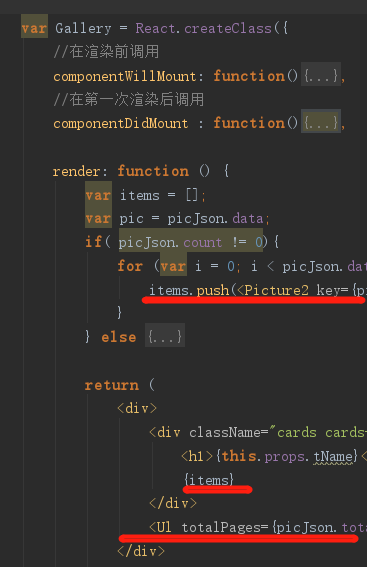 var Gallery = React.createClass({
//在渲染前调用
componentWillMount: function(){...},
//在第一次渲染后调用
componentDidMount : function(){...},
render: function () {
var items = [];
var pic = picJson.data;
if( picJson.count != 0){
for (var i = 0; i < picJson.dat
items.push(<Picture2 key={pi
}
} else {...}
return (
<div>
<div className="cards cards-
<h1>{this.props.tName}<
{items}
</div>
<Ul totalPages={picJson.tot
</div>